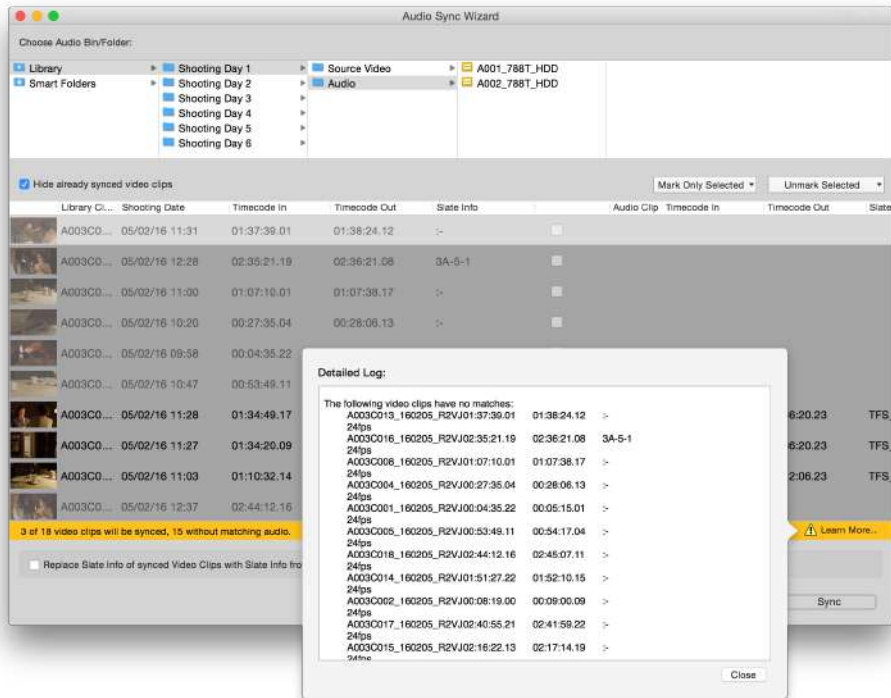 Audio Sync Wizard
Choose Audio Bin/Folder:
Library
Smart Folders
Shooting Day 1
Shooting Day 2
Shooting Day 3
Shooting Day 4
Shooting Day 5
Shooting Day 6
Source Video
Audio
A001_788T_HDD
A002_788T_HDD
Hide already synced video clips
Mark Only Selected
Unmark Selected
Library Cl... Shooting Date Timecode In Timecode Out Slate Info Audio Clip Timecode In Timecode Out Slate
A003C0... 05/02/16 11:31 01:37:39.01 01:38:24.12 :-
A003C0... 05/02/16 12:28 02:35:21.19 02:36:21.08 3A-5-1
A003C0... 05/02/16 11:00 01:07:10.01 01:07:38.17 :-
A003C0... 05/02/16 10:20 00:27:35.04 00:28:06.13 :-
A003C0... 05/02/16 09:58 00:04:35.22
A003C0... 05/02/16 10:47 00:53:49.11
A003C0... 05/02/16 11:28 01:34:49.17 6:20.23 TFS_
A003C0... 05/02/16 11:27 01:34:20.09 6:20.23 TFS_
A003C0... 05/02/16 11:03 01:10:32.14 2:06.23 TFS_
A003C0... 05/02/16 12:37 02:44:12.16
3 of 18 video clips will be synced, 15 without matching audio.
Learn More...
Replace Slate Info of synced Video Clips with Slate Info fro
Sync
Detailed Log:
The following video clips have no matches:
A003C013_160205_R2VJ01:37:39.01 01:38:24.12 :-
24fps
A003C016_160205_R2VJ02:35:21.19 02:36:21.08 3A-5-1
24fps
A003C008_160205_R2VJ01:07:10.01 01:07:38.17 :-
24fps
A003C004_160205_R2VJ00:27:35.04 00:28:06.13 :-
24fps
A003C001_160205_R2VJ00:04:35.22 00:05:15.01 :-
24fps
A003C005_160205_R2VJ00:53:49.11 00:54:17.04 :-
24fps
A003C018_160205_R2VJ02:44:12.16 02:45:07.11 :-
24fps
A003C014_160205_R2VJ01:51:27.22 01:52:10.15 :-
24fps
A003C002_160205_R2VJ00:08:19.00 00:09:00.09 :-
24fps
A003C017_160205_R2VJ02:40:55.21 02:41:59.22 :-
24fps
A003C015_160205_R2VJ02:16:22.13 02:17:14.19 :-
24fps
Close